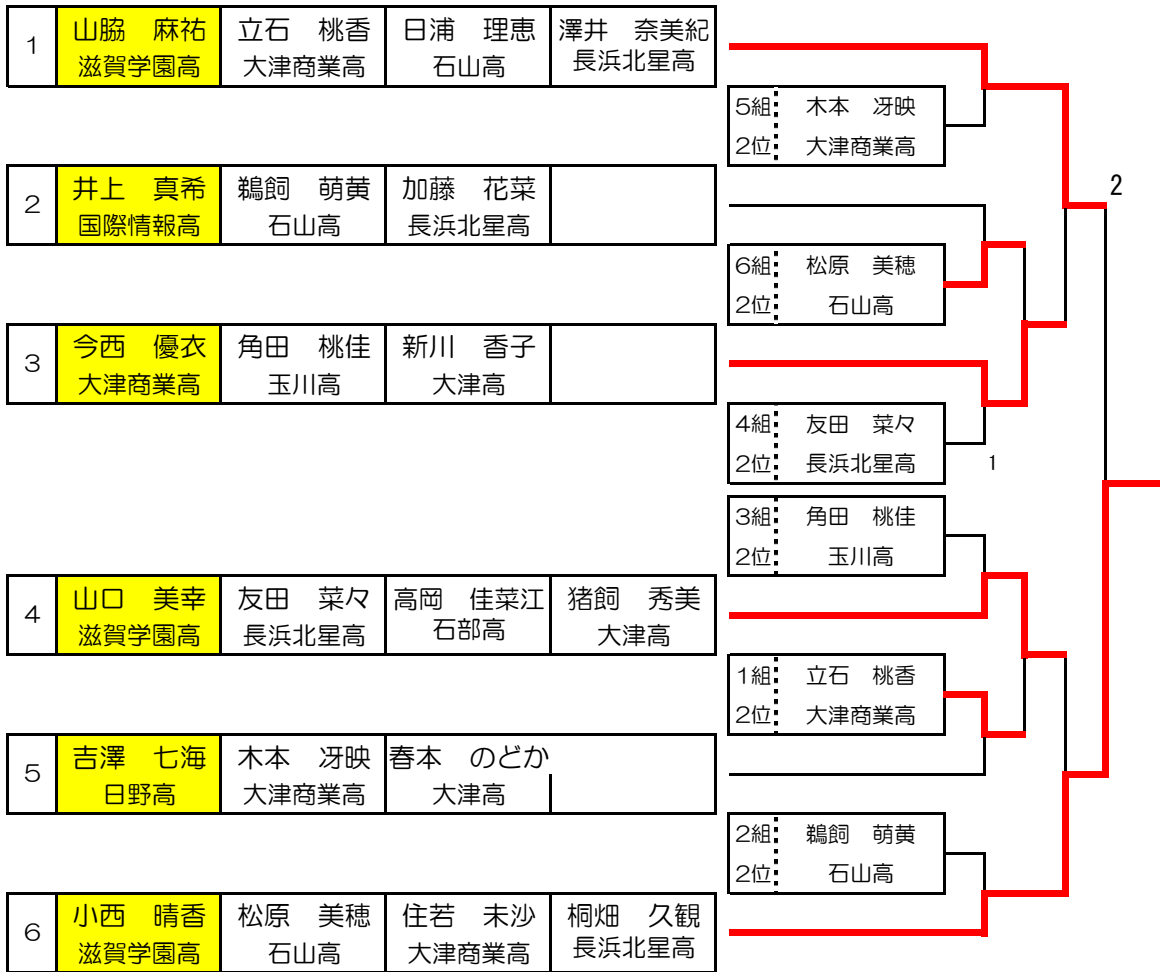 1 山脇 麻祐 立石 桃香 日浦 理恵 澤井 奈美紀
滋賀学園高 大津商業高 石山高 長浜北星高
5組 木本 冴映
2位 大津商業高
2 井上 真希 鵜飼 萌黄 加藤 花菜
国際情報高 石山高 長浜北星高
2
6組 松原 美穂
2位 石山高
3 今西 優衣 角田 桃佳 新川 香子
大津商業高 玉川高 大津高
4組 友田 菜々
2位 長浜北星高
1
3組 角田 桃佳
2位 玉川高
4 山口 美幸 友田 菜々 高岡 佳菜江 猪飼 秀美
滋賀学園高 長浜北星高 石部高 大津高
1組 立石 桃香
2位 大津商業高
5 吉澤 七海 木本 冴映 春本 のどか
日野高 大津商業高 大津高
2組 鵜飼 萌黄
2位 石山高
6 小西 晴香 松原 美穂 住若 未沙 桐畑 久観
滋賀学園高 石山高 大津商業高 長浜北星高